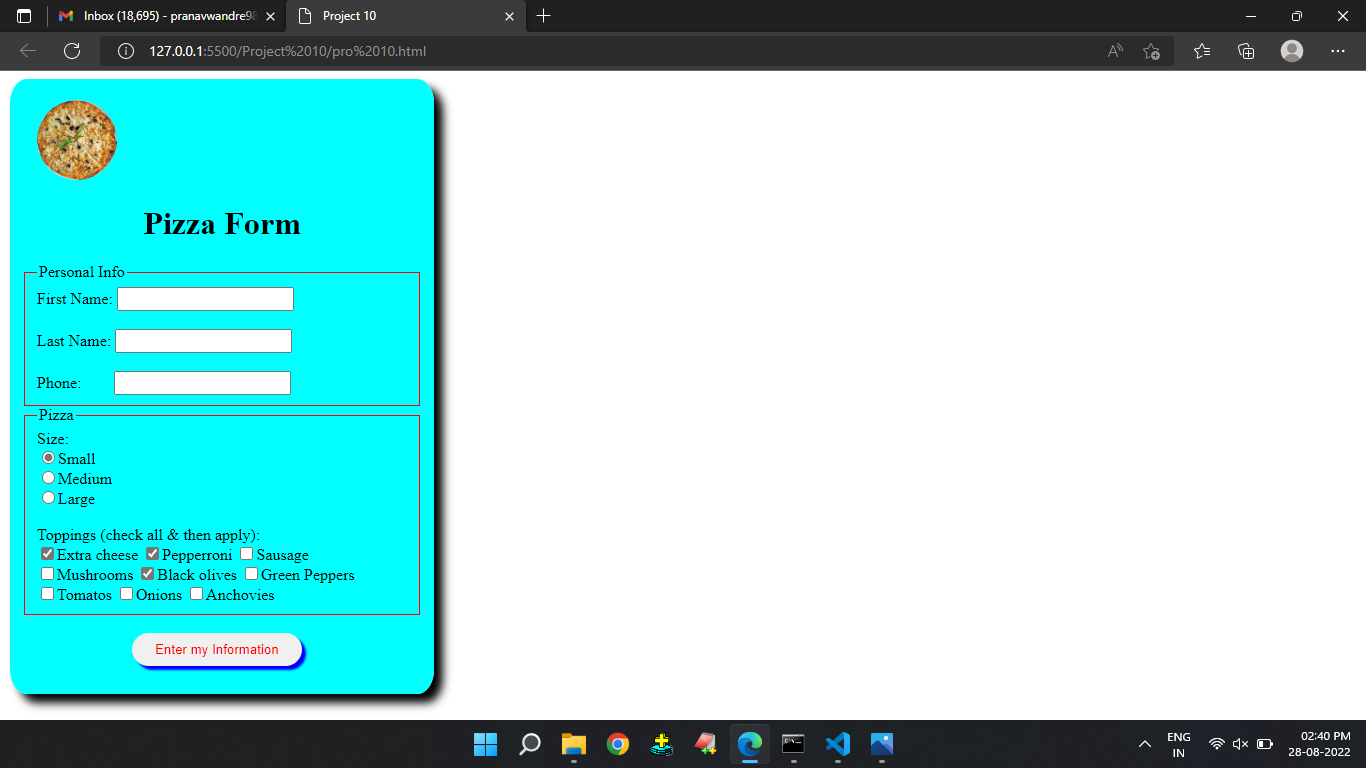 Inbox (18,695) - pranavwandre98
Project 10
127.0.0.1:5500/Project%2010/pro%2010.html
Pizza Form
Personal Info
First Name:
Last Name:
Phone:
Pizza
Size:
Small
Medium
Large
Toppings (check all & then apply):
Extra cheese Pepperroni Sausage
Mushrooms Black olives Green Peppers
Tomatos Onions Anchovies
Enter my Information
ENG
IN
02:40 PM
28-08-2022